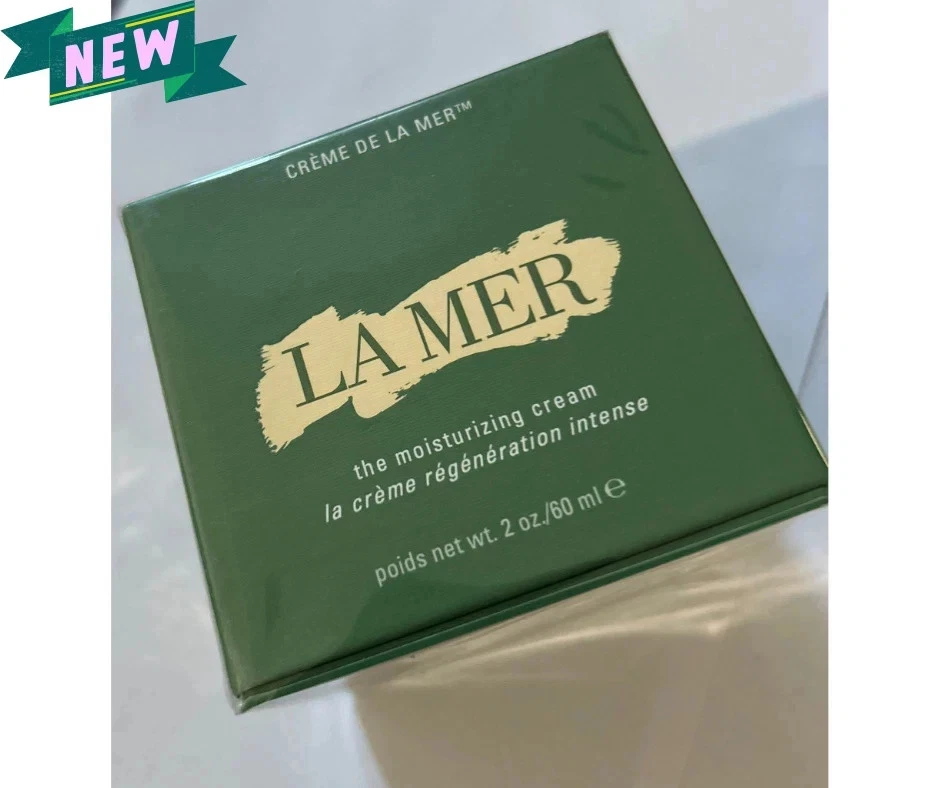 NEW
CRÈME DE LA MER™
LA MER
the moisturizing cream
la crème régénération intense
poids net wt. 2 oz./60 ml ℮